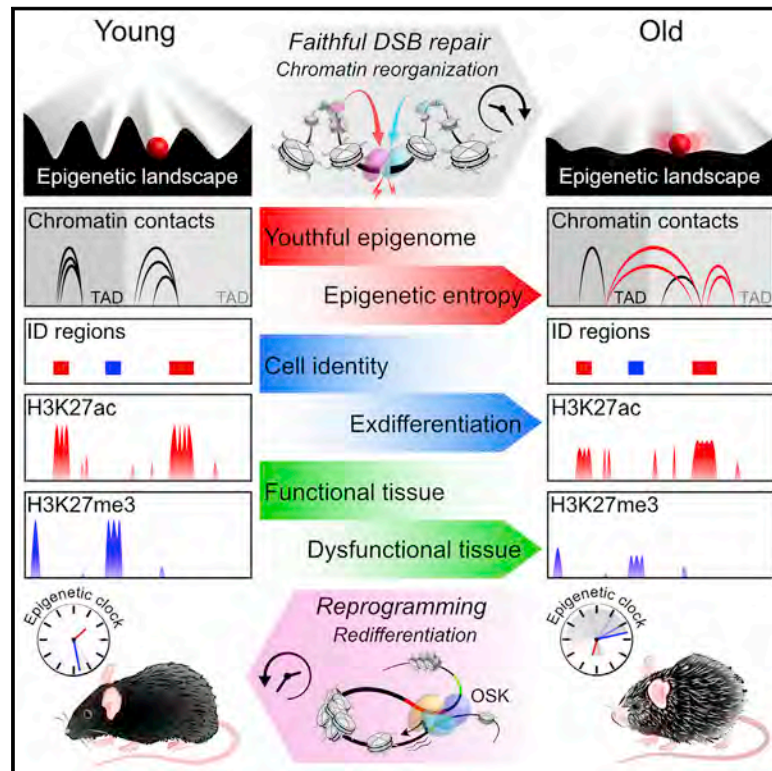 Young
Faithful DSB repair
Chromatin reorganization
Old
Epigenetic landscape
Epigenetic landscape
Chromatin contacts
TAD
TAD
Youthful epigenome
Epigenetic entropy
Chromatin contacts
TAD
TAD
ID regions
Cell identity
ID regions
H3K27ac
Exdifferentiation
H3K27ac
Functional tissue
H3K27me3
Dysfunctional tissue
H3K27me3
Epigenetic clock
Reprogramming
Redifferentiation
OSK
Epigenetic clock